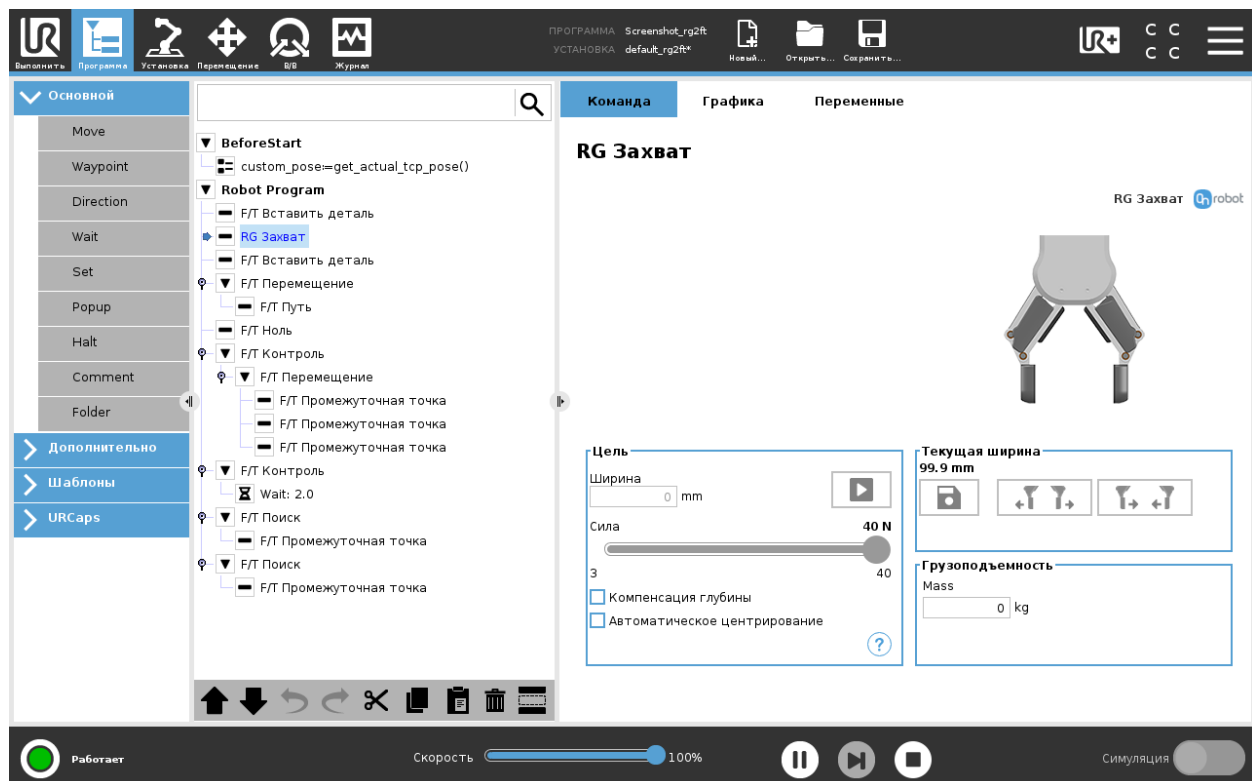 UR
Выполнить
Программа
Установка
Перемещение
В/В
Журнал
ПРОГРАММА Screenshot_rg2ft
УСТАНОВКА default_rg2ft*
Новый...
Открыть...
Сохранить...
UR+
C C
C C
Основной
Move
Waypoint
Direction
Wait
Set
Popup
Halt
Comment
Folder
Дополнительно
Шаблоны
URCaps
BeforeStart
custom_pose≔get_actual_tcp_pose()
Robot Program
F/T Вставить деталь
RG Захват
F/T Вставить деталь
F/T Перемещение
F/T Путь
F/T Ноль
F/T Контроль
F/T Перемещение
F/T Промежуточная точка
F/T Промежуточная точка
F/T Промежуточная точка
F/T Контроль
Wait: 2.0
F/T Поиск
F/T Промежуточная точка
F/T Поиск
F/T Промежуточная точка
Команда Графика Переменные
RG Захват
RG Захват Onrobot
Цель
Ширина
0 mm
Сила 40 N
3 40
Компенсация глубины
Автоматическое центрирование
?
Текущая ширина
99.9 mm
Грузоподъемность
Mass
0 kg
Работает
Скорость 100%
Симуляция